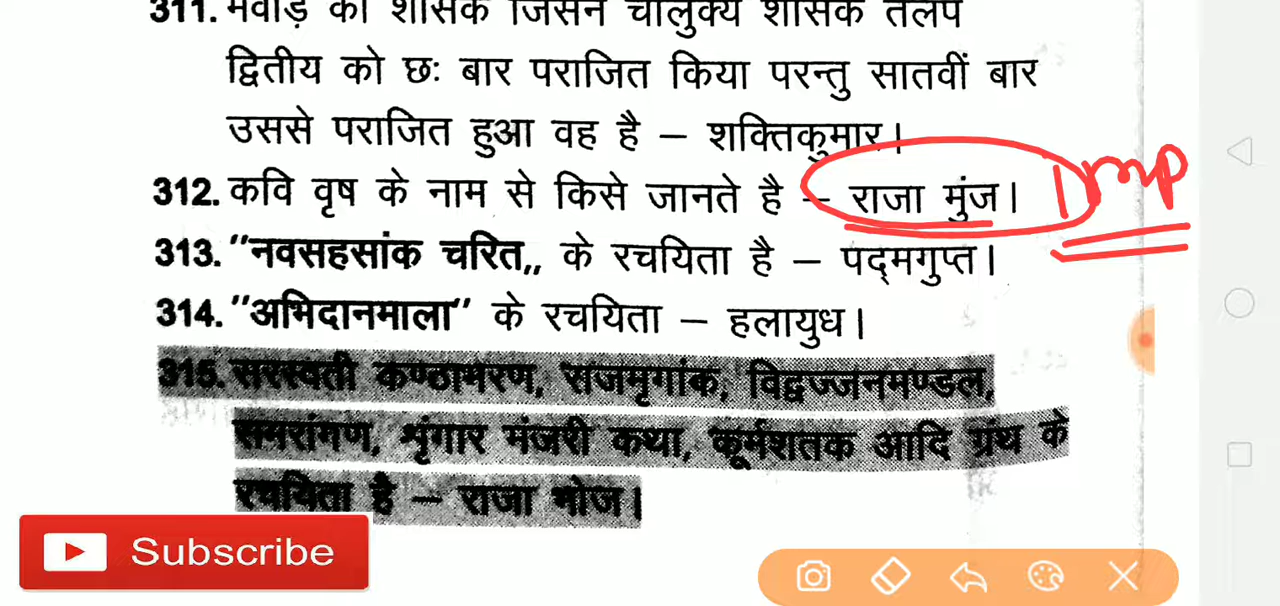 311. मेवाड़ का शासक जिसने चालुक्य शासक तैलप
द्वितीय को छः बार पराजित किया परन्तु सातवीं बार
उससे पराजित हुआ वह है – शक्तिकुमार।
312. कवि वृष के नाम से किसे जानते है – राजा मुंज। Imp
313. "नवसहसांक चरित,, के रचयिता है – पद्मगुप्त।
314. "अभिदानमाला" के रचयिता – हलायुध।
315. सरस्वती कण्ठाभरण, राजमृगांक, विद्वज्जनमण्डल,
समरांगण, श्रृंगार मंजरी कथा, कूर्मशतक आदि ग्रंथ के
रचयिता है – राजा भोज।
Subscribe